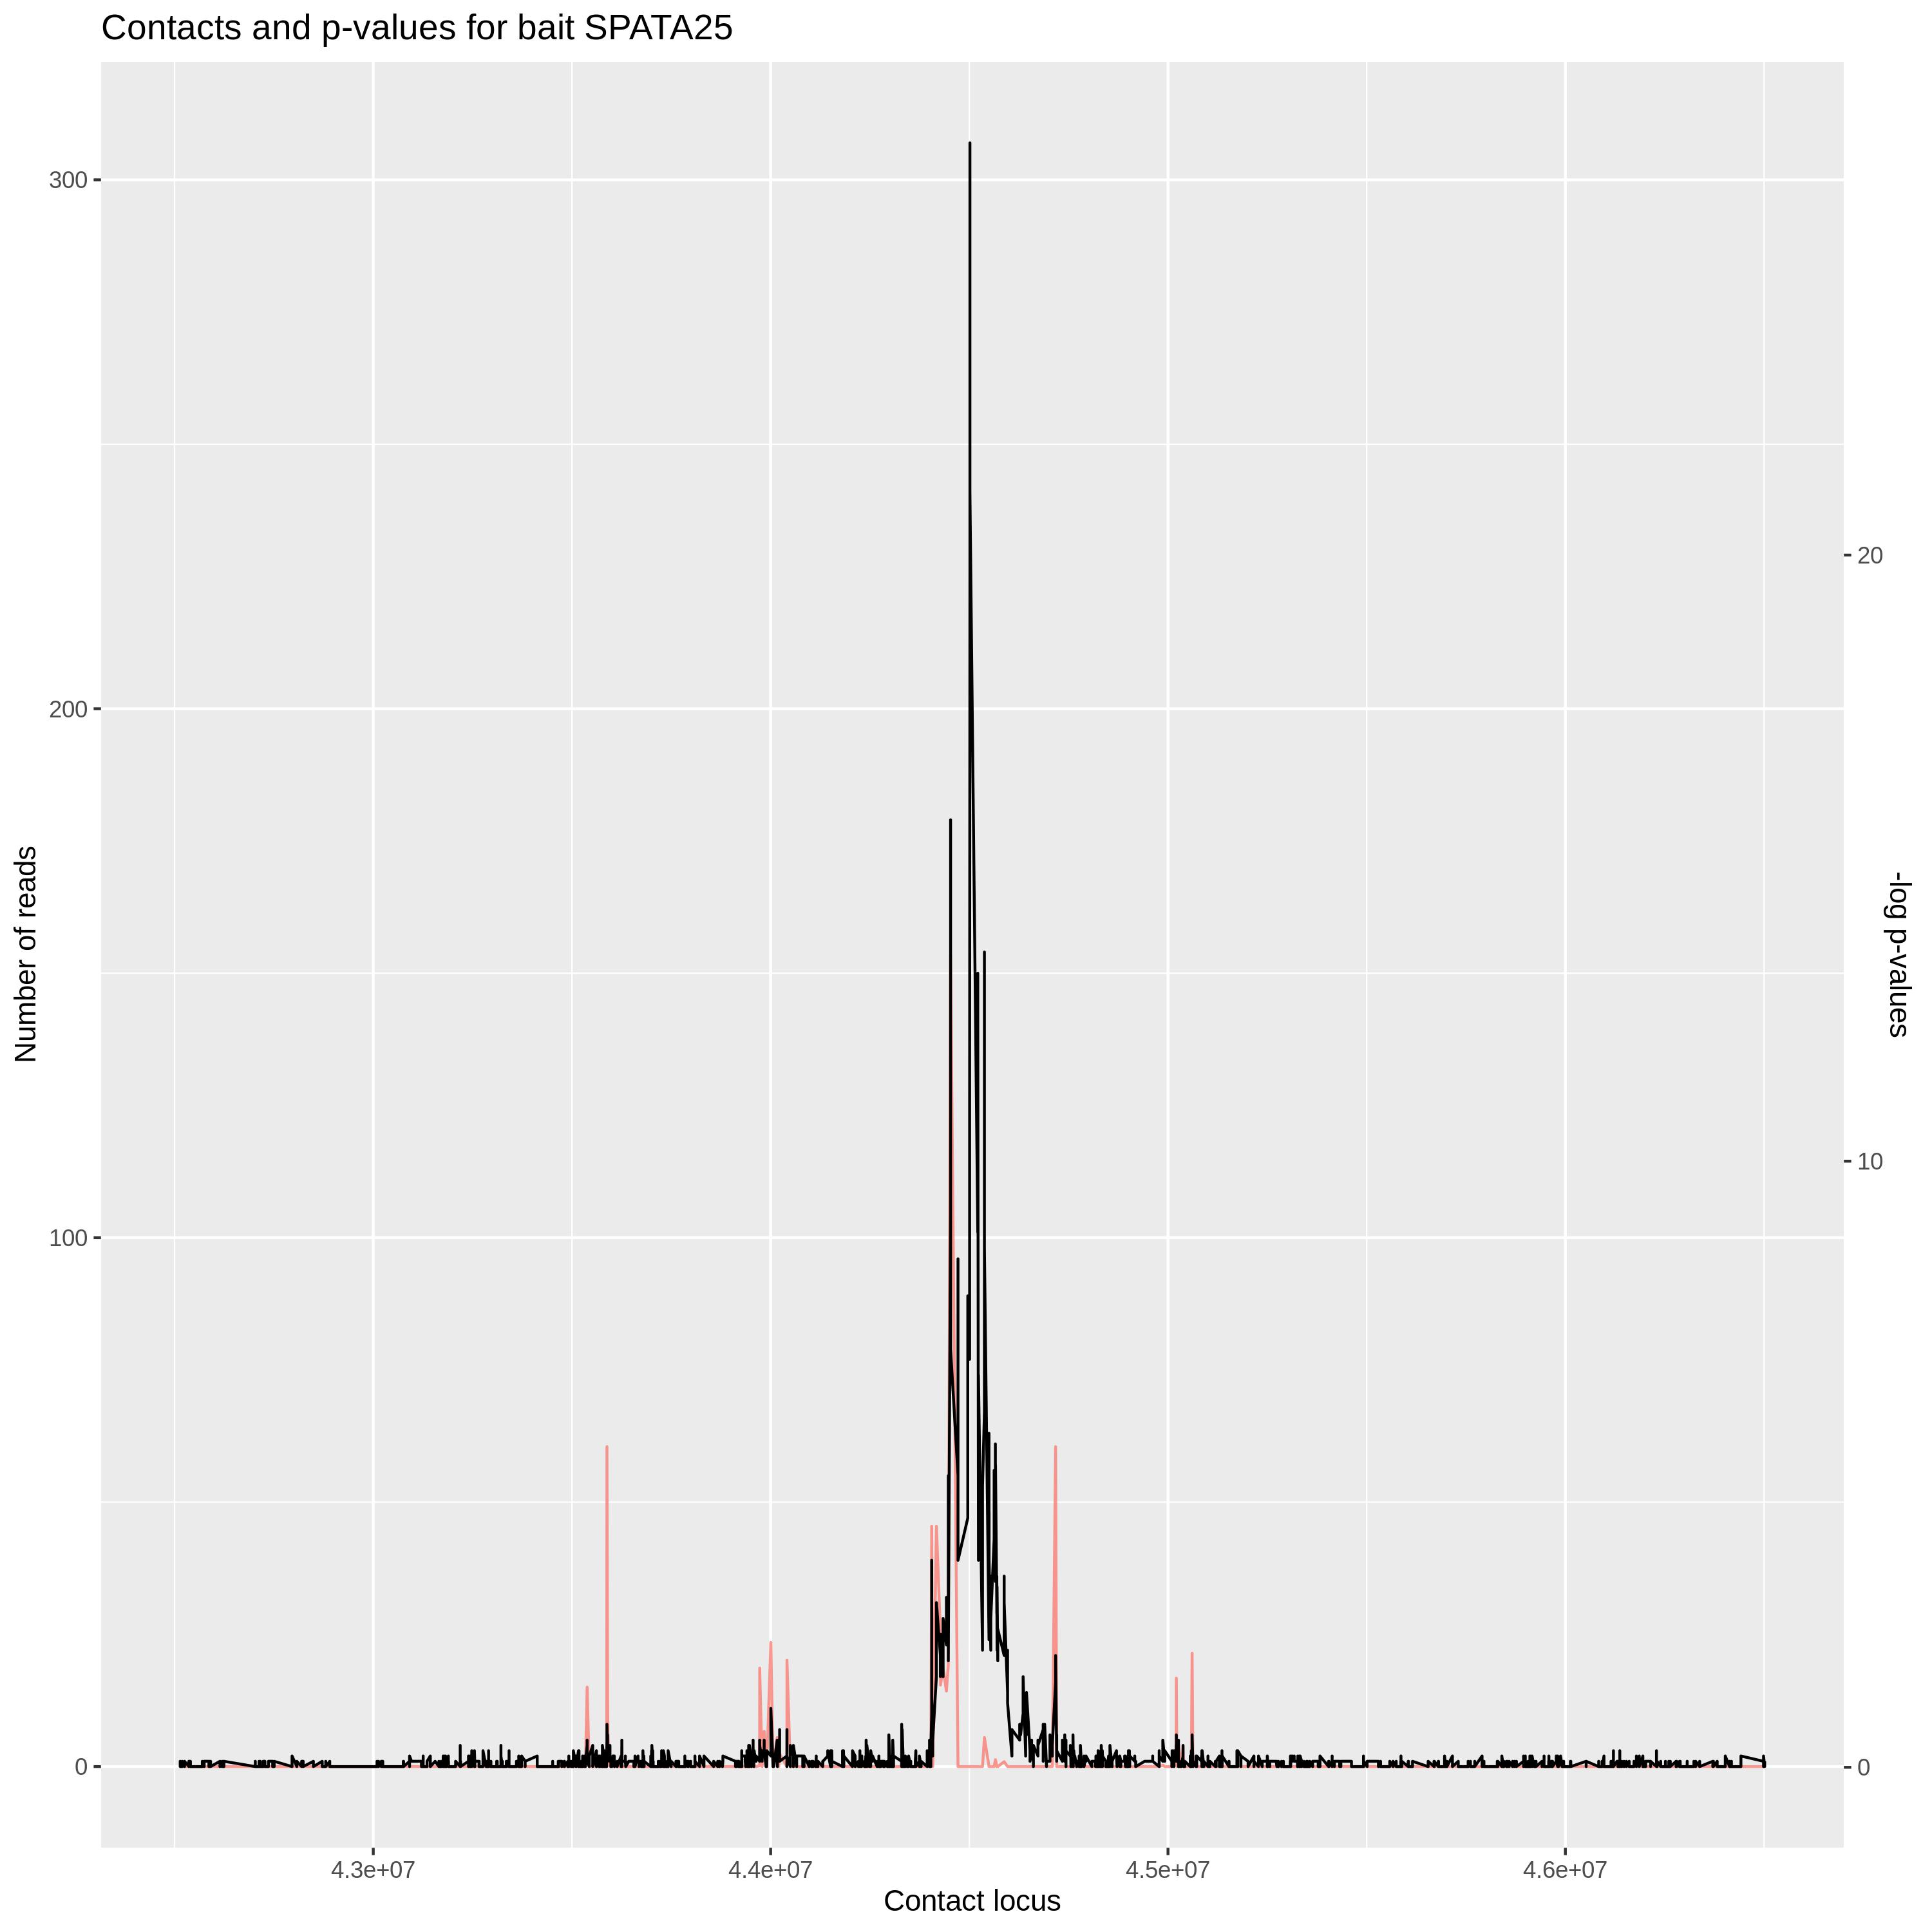 Contacts and p-values for bait SPATA25
300
200
100
0
Number of reads
20
10
0
-log p-values
4.3e+07
4.4e+07
4.5e+07
4.6e+07
Contact locus